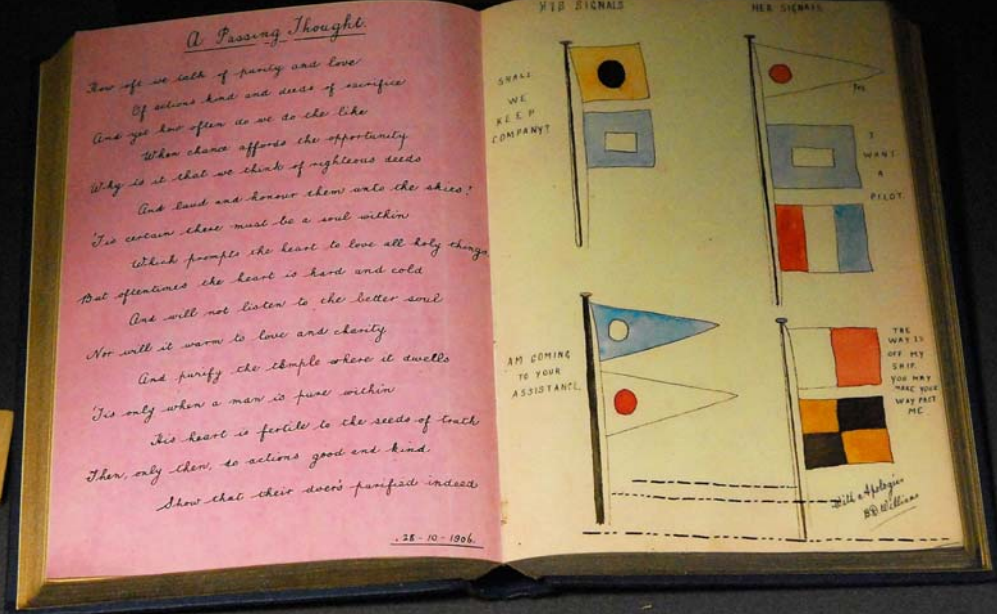 A Passing Thought.
How oft we talk of purity and love
Of actions kind and deeds of sacrifice
And yet how often do we do the like
When chance affords the opportunity
Why is it that we think of righteous deeds
And laud and honour them unto the skies?
'Tis certain there must be a soul within
Which prompts the heart to love all holy things,
But oftentimes the heart is hard and cold
And will not listen to the better soul
Nor will it warm to love and charity
And purify the temple where it dwells
'Tis only when a man is pure within
His heart is fertile to the seeds of truth
Then, only then, do actions good and kind
Show that their doer's purified indeed
28-10-1906.
HIS SIGNALS
SHALL
WE
KEEP
COMPANY?
AM COMING
TO YOUR
ASSISTANCE.
HER SIGNALS
I
WANT
A
PILOT.
THE
WAY IS
OFF MY
SHIP.
YOU MAY
MAKE YOUR
WAY PAST
ME.
With Apologies
Williams